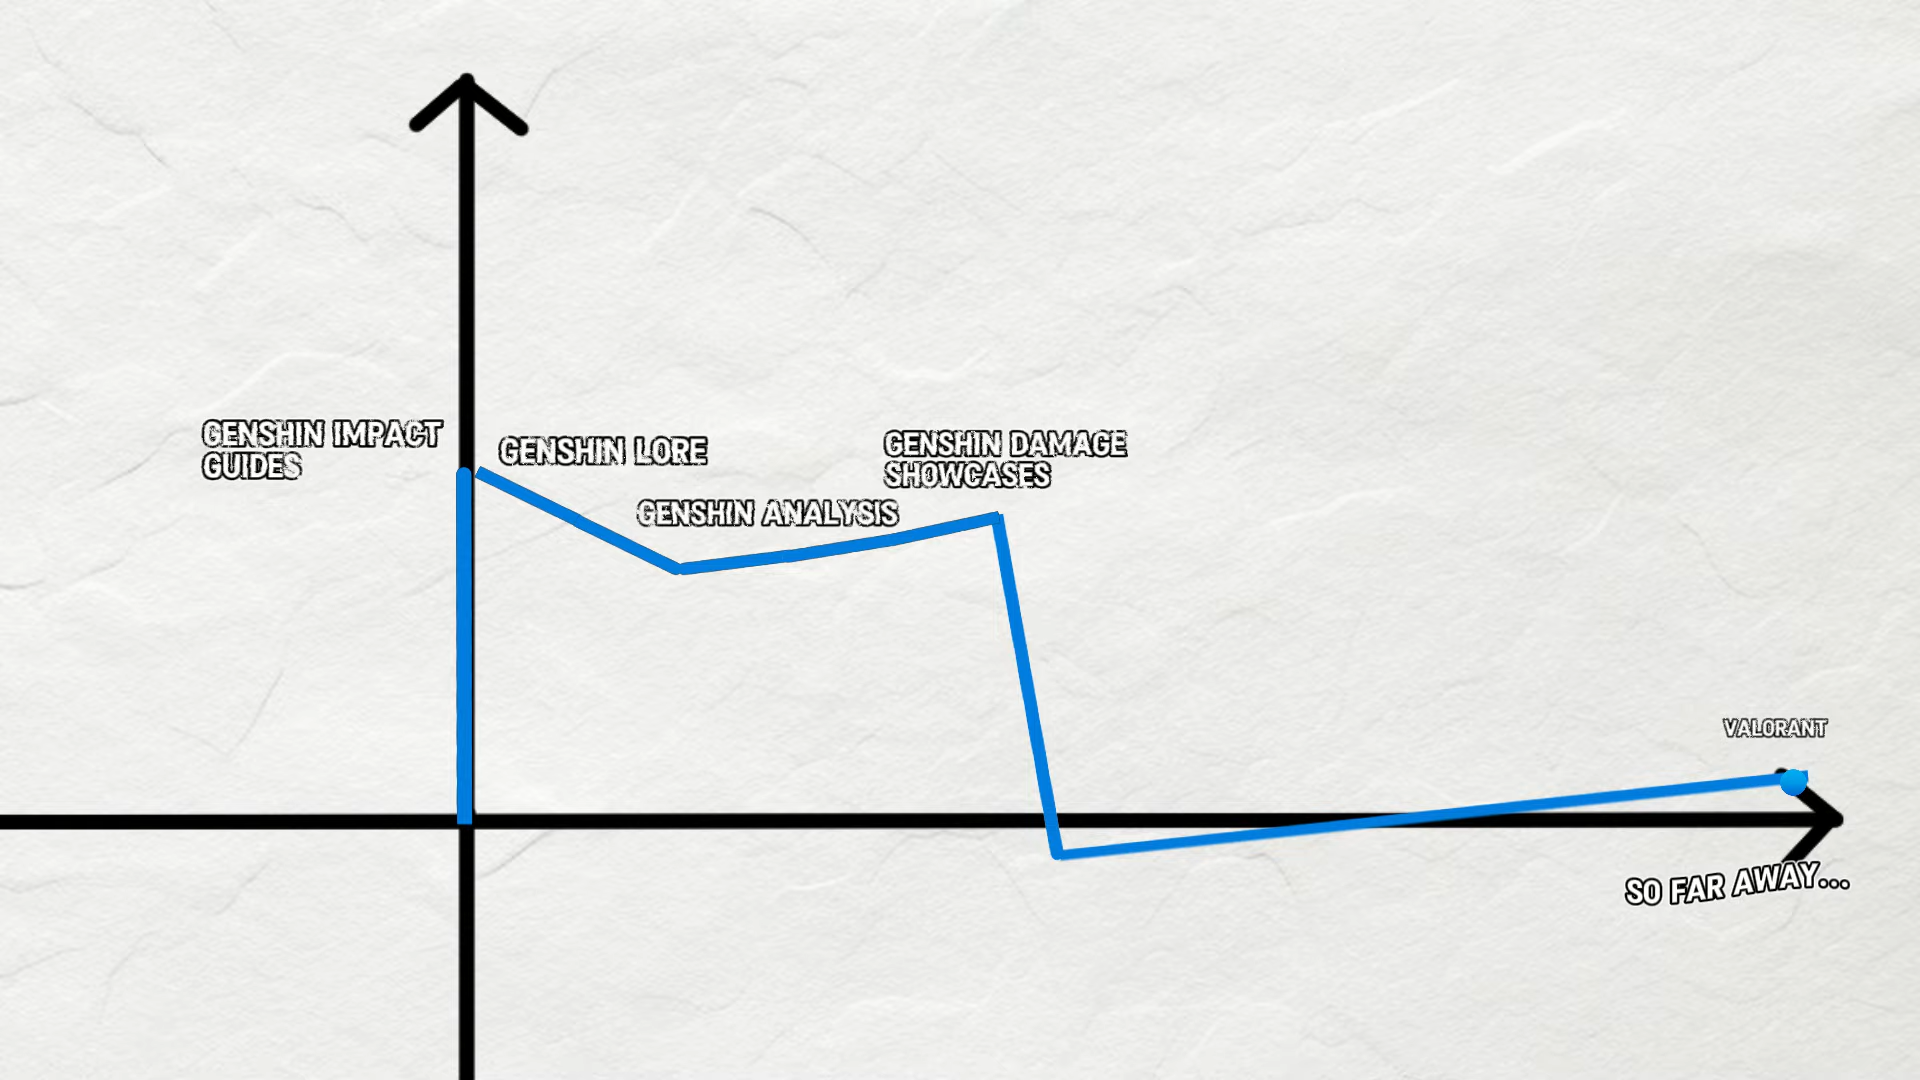 GENSHIN IMPACT
GUIDES
GENSHIN LORE
GENSHIN ANALYSIS
GENSHIN DAMAGE
SHOWCASES
VALORANT
SO FAR AWAY...